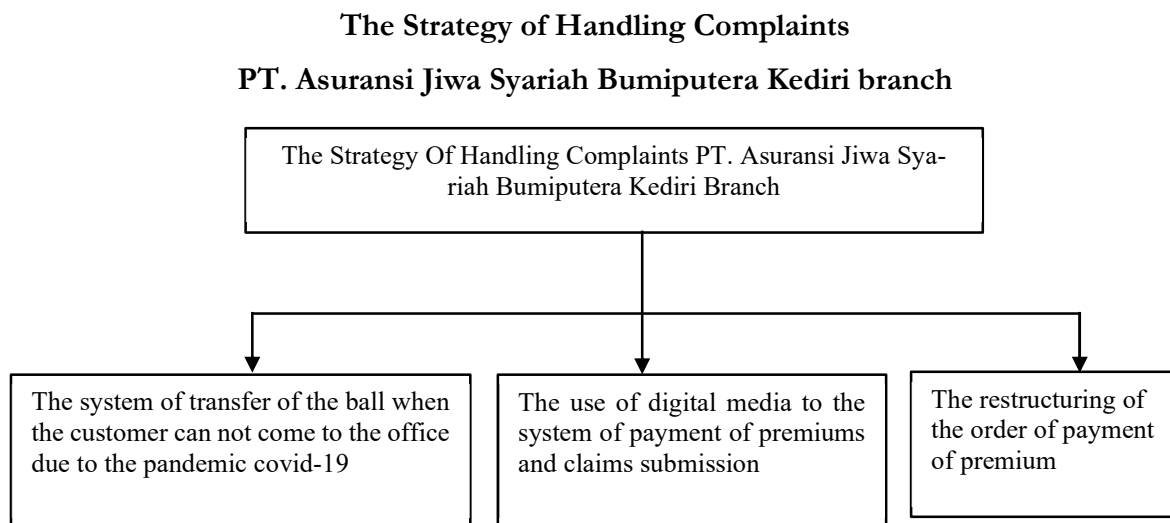 The Strategy of Handling Complaints
PT. Asuransi Jiwa Syariah Bumiputera Kediri branch
The Strategy Of Handling Complaints PT. Asuransi Jiwa Sya-
riah Bumiputera Kediri Branch
The system of transfer of the ball when
the customer can not come to the office
due to the pandemic covid-19
The use of digital media to the
system of payment of premiums
and claims submission
The restructuring of
the order of payment
of premium